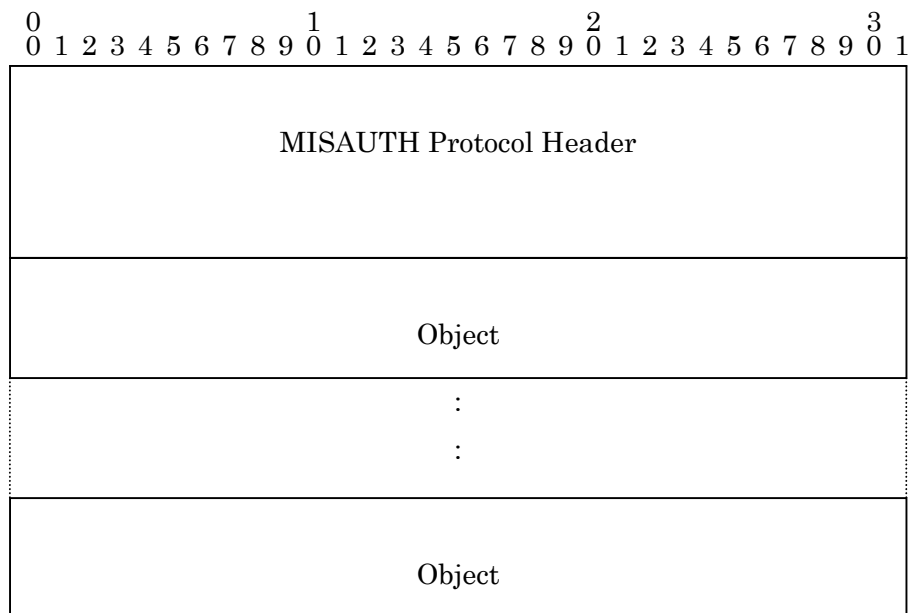 0 1 2 3
0 1 2 3 4 5 6 7 8 9 0 1 2 3 4 5 6 7 8 9 0 1 2 3 4 5 6 7 8 9 0 1
MISAUTH Protocol Header
Object
:
:
Object